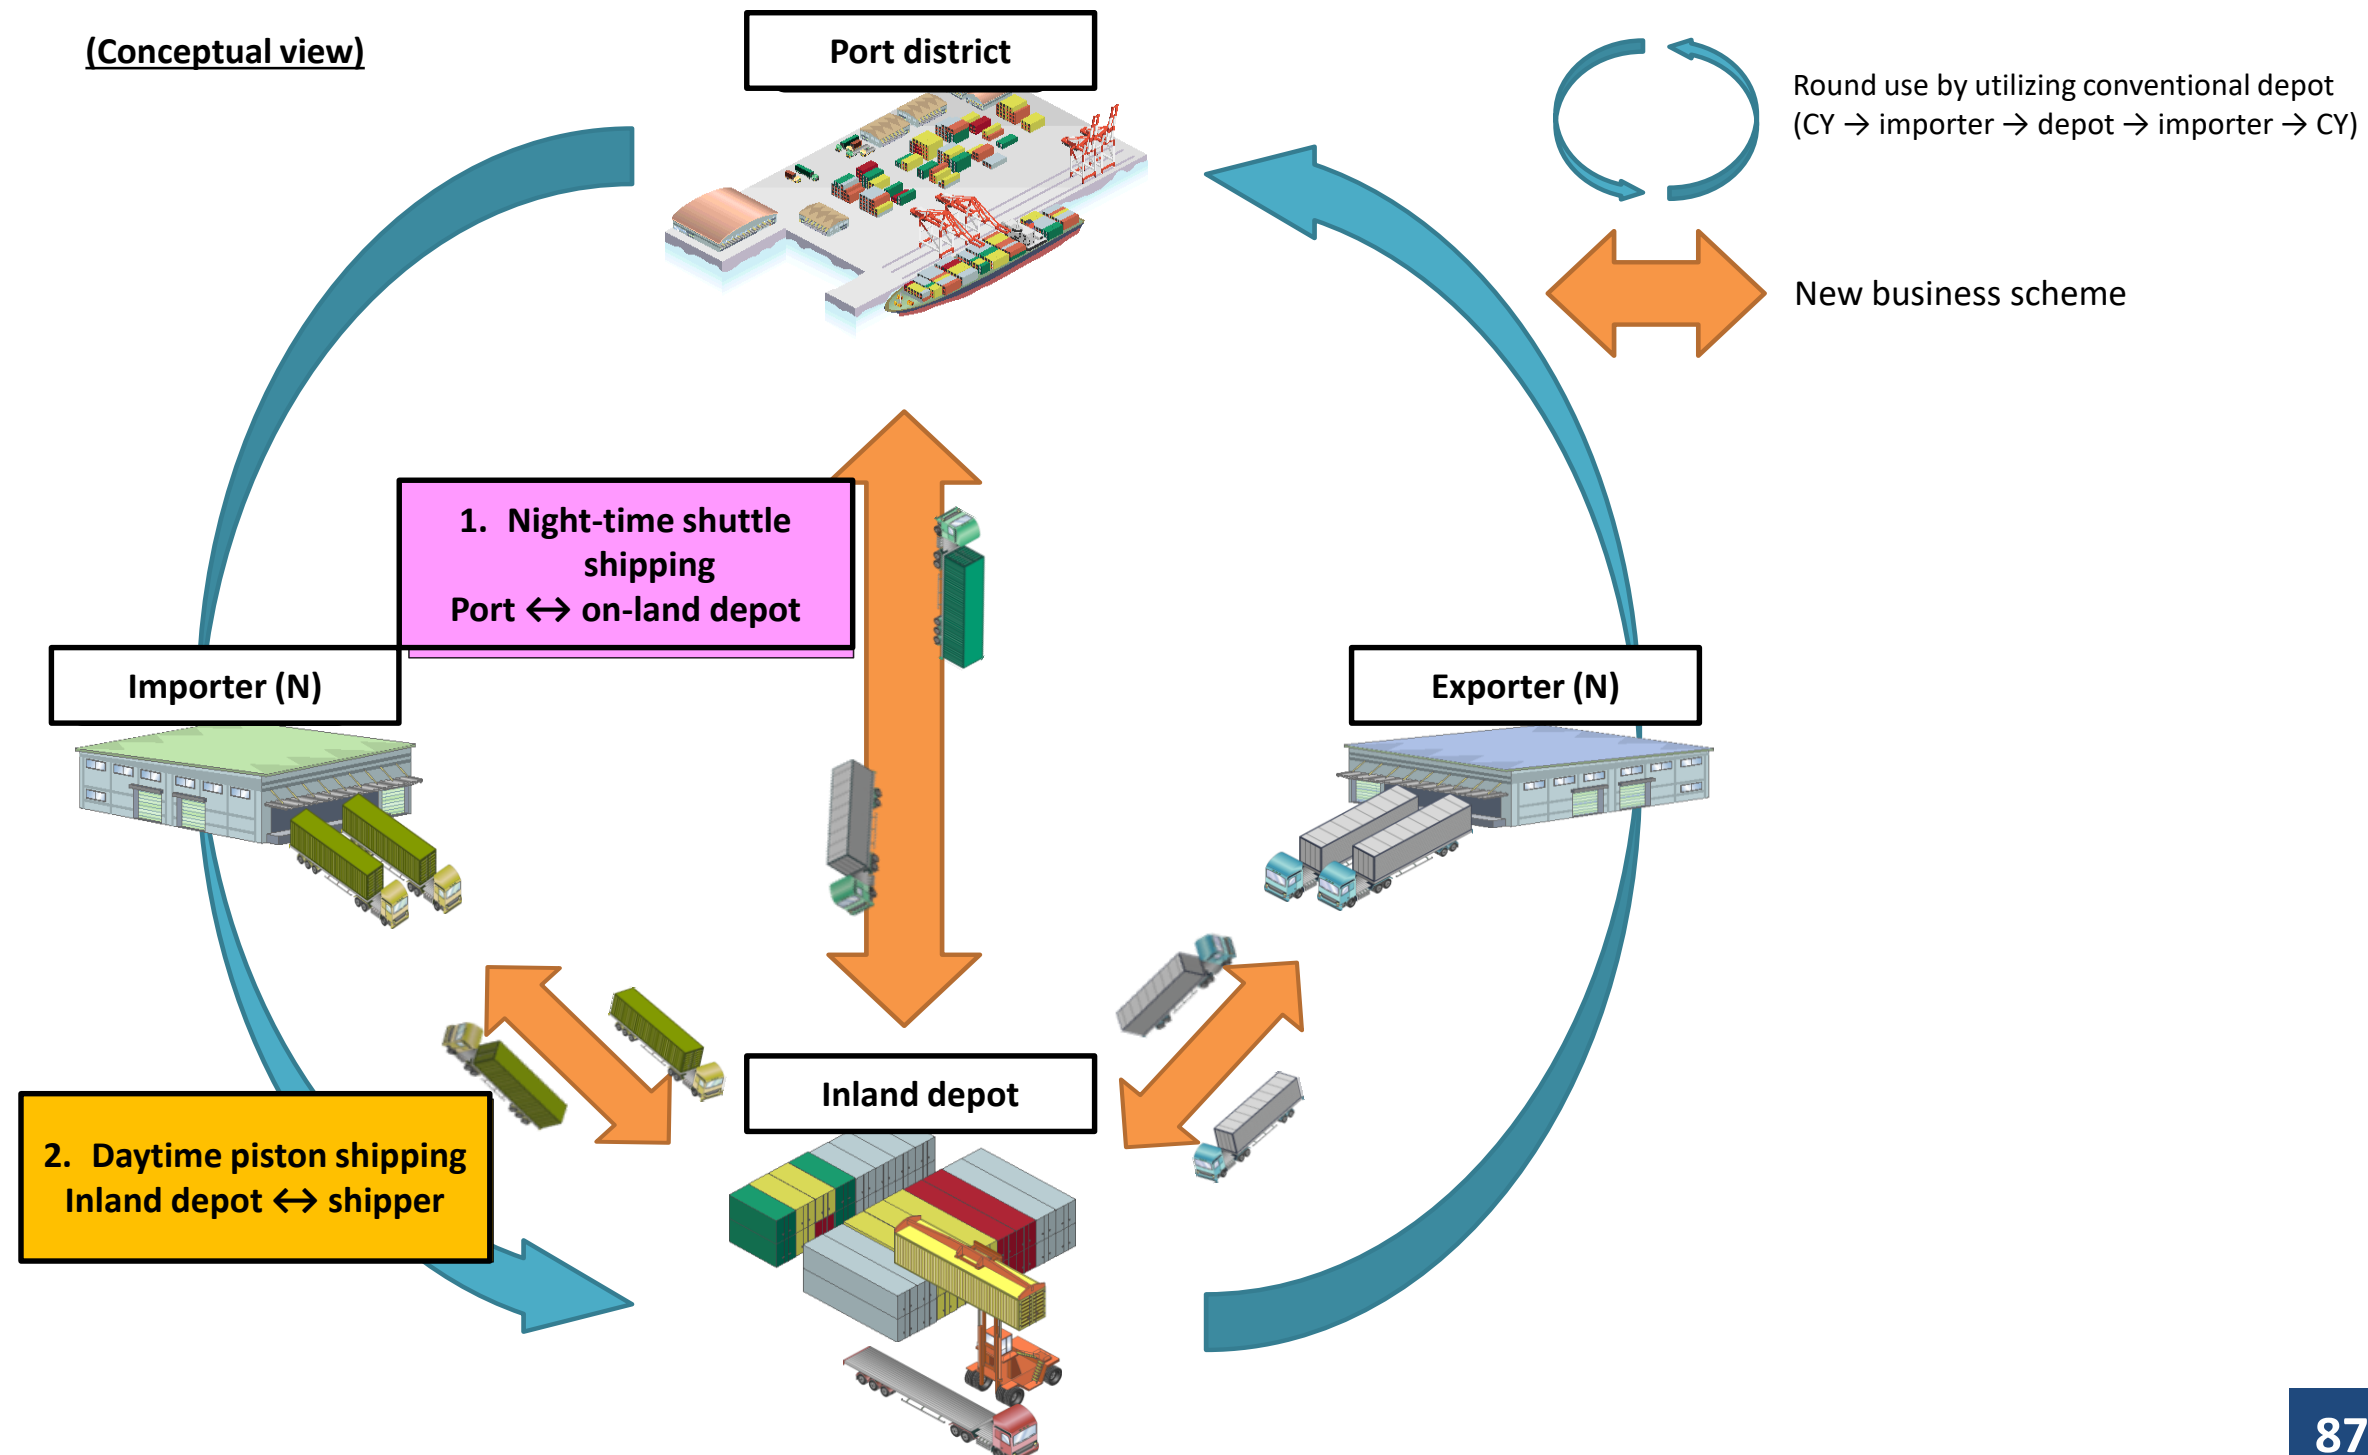 (Conceptual view)
Port district
Round use by utilizing conventional depot
(CY → importer → depot → importer → CY)
New business scheme
1. Night-time shuttle
shipping
Port ↔ on-land depot
Importer (N)
Exporter (N)
Inland depot
2. Daytime piston shipping
Inland depot ↔ shipper
87